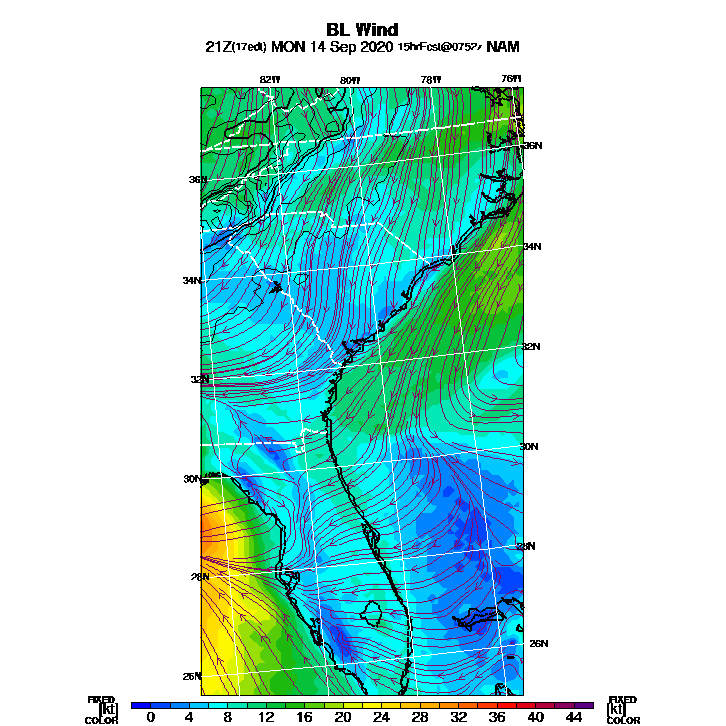 BL Wind
21Z(17edt) MON 14 Sep 2020 15hrFcst@0752z NAM
82W 80W 78W 76W
36N
36N
34N
34N
32N
32N
30N
30N
28N
28N
26N
26N
FIXED FIXED
[kt] 0 4 8 12 16 20 24 28 32 36 40 44 [kt]
COLOR COLOR